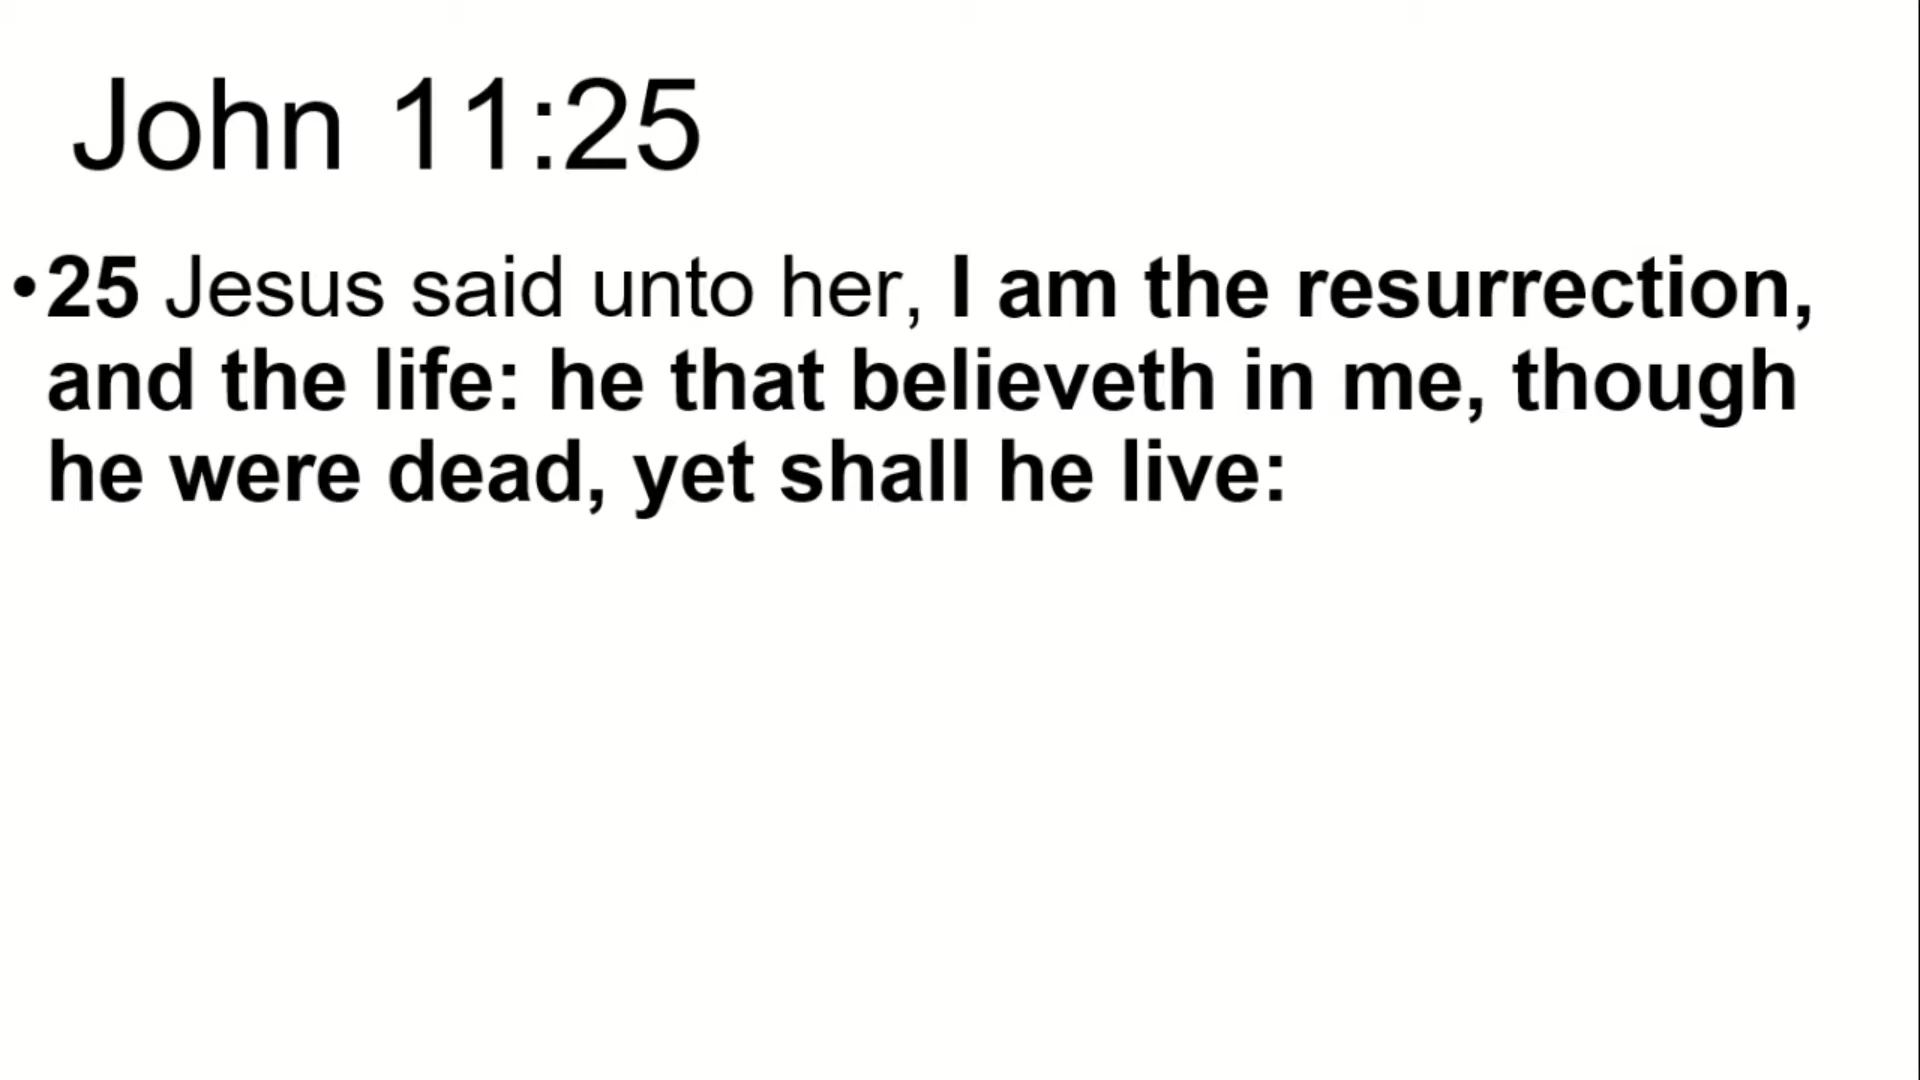 John 11:25
•25 Jesus said unto her, I am the resurrection,
and the life: he that believeth in me, though
he were dead, yet shall he live: